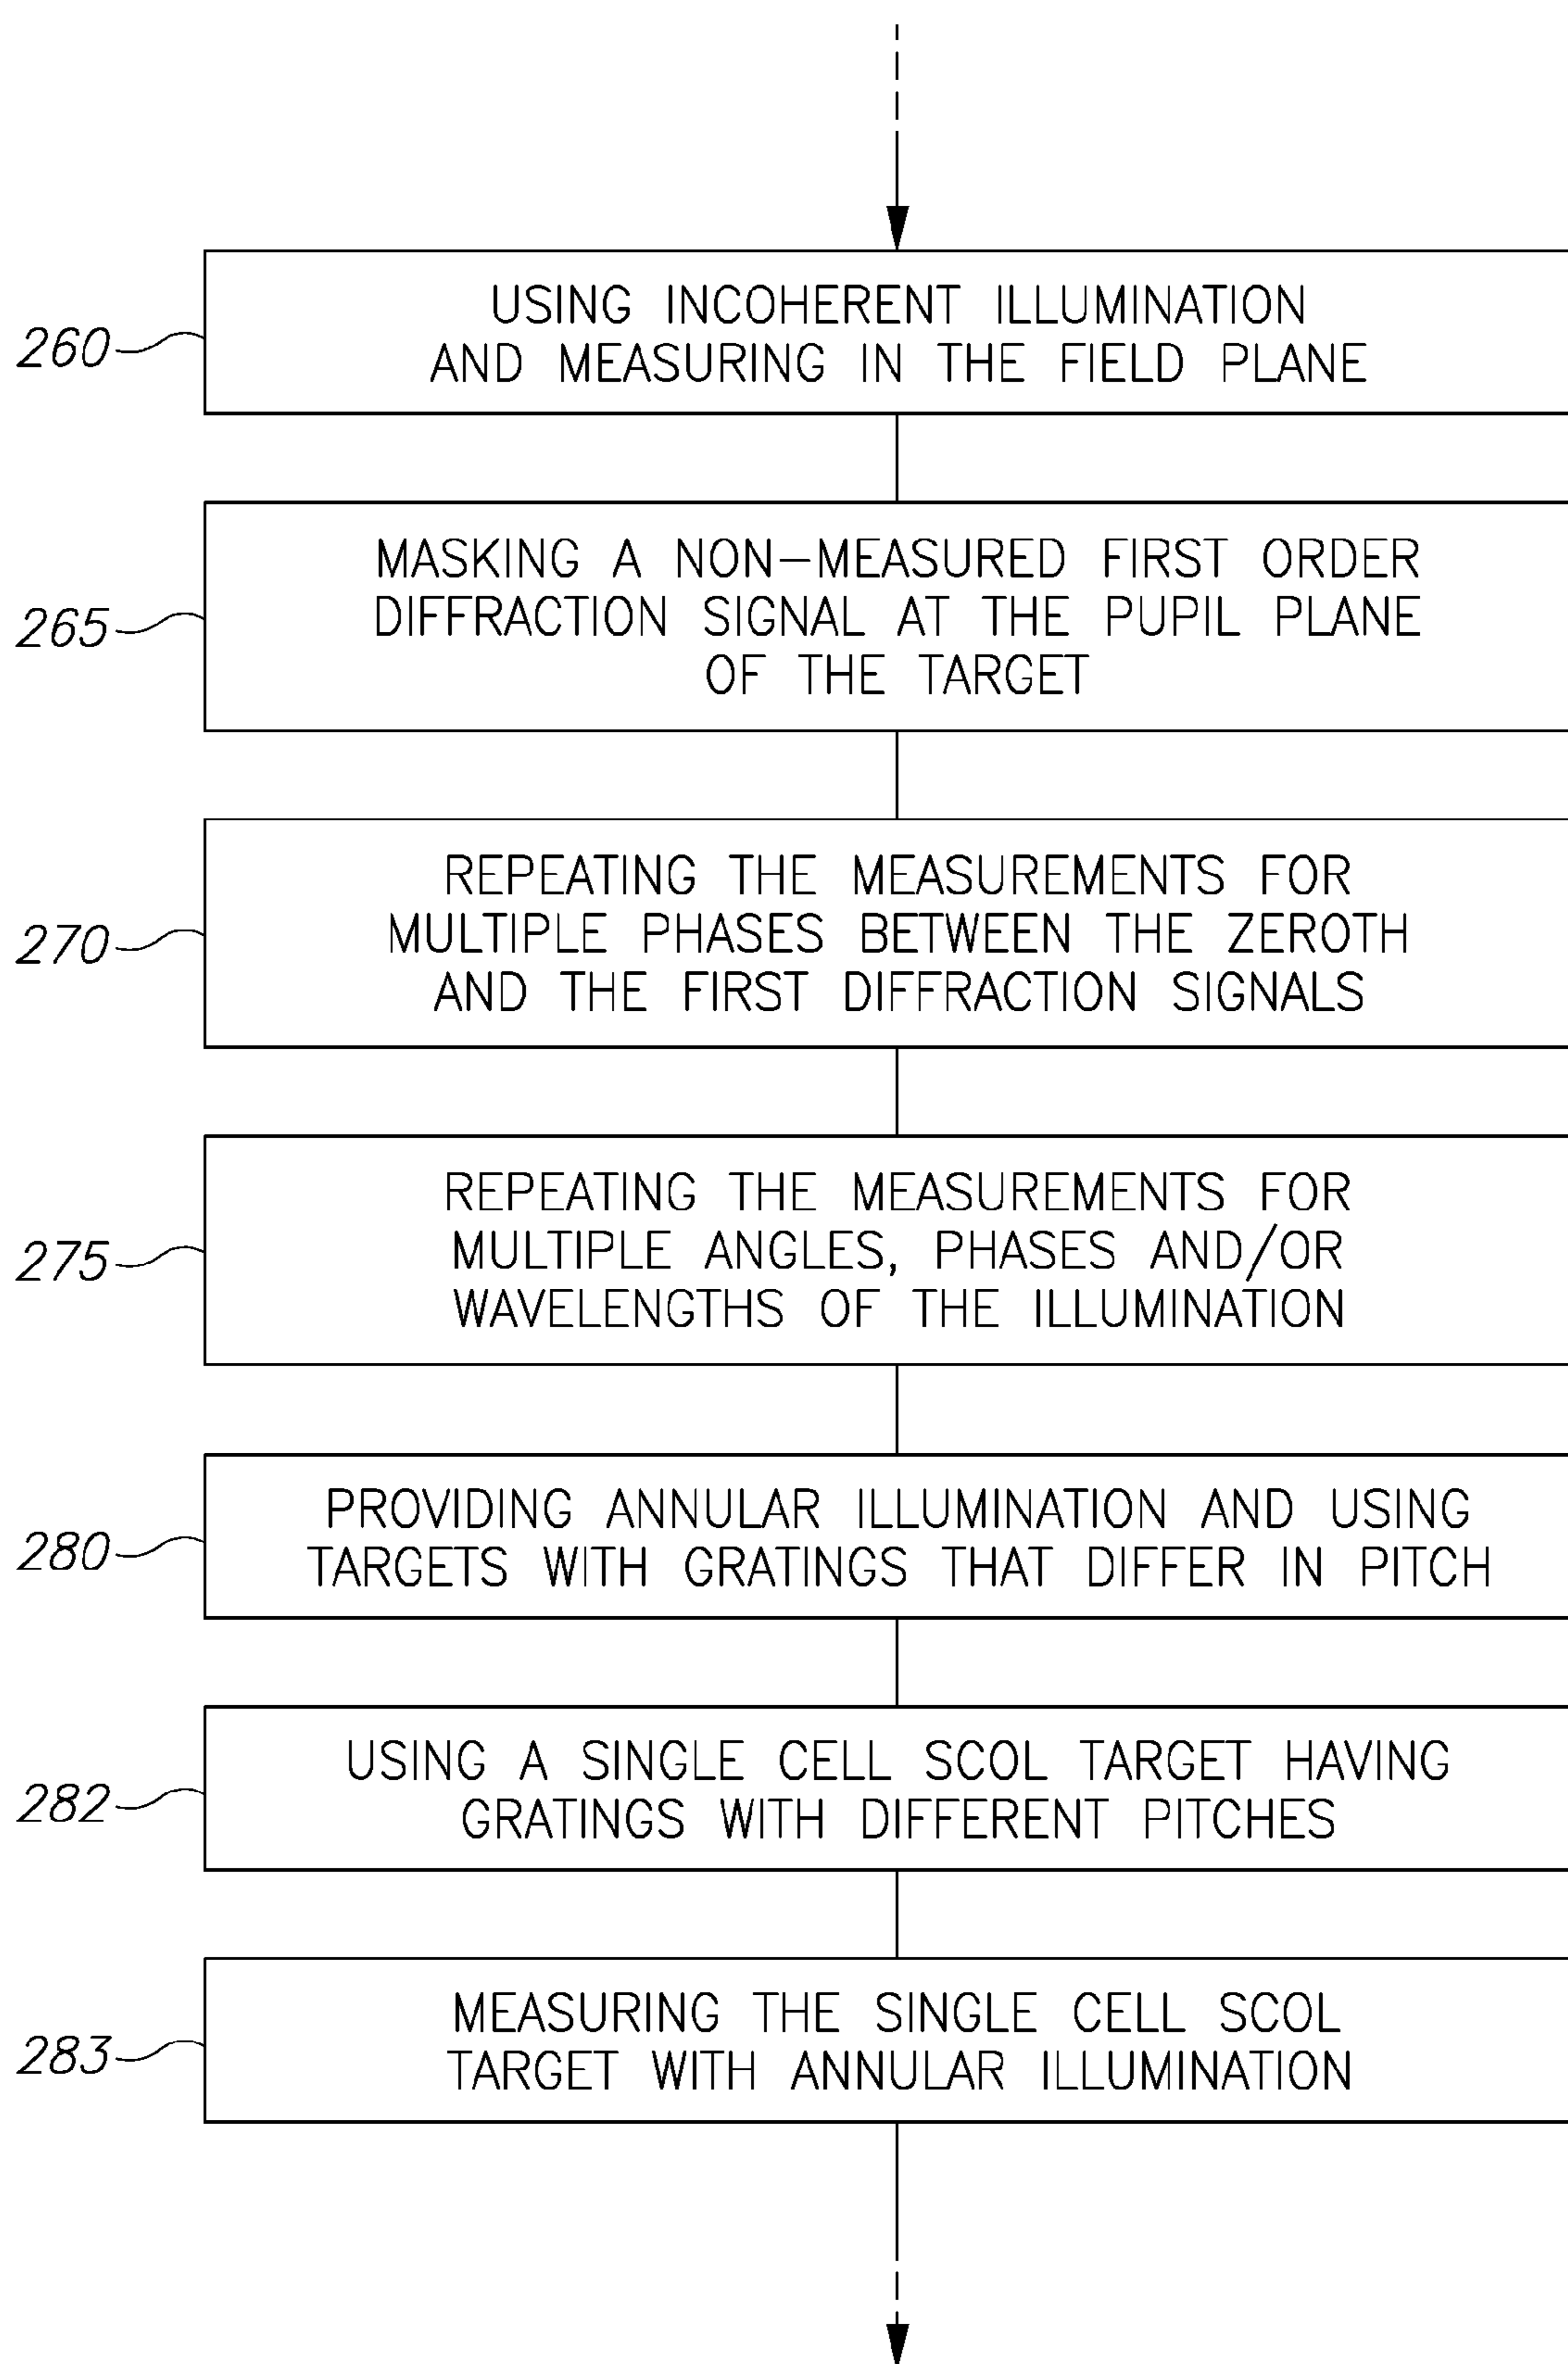 USING INCOHERENT ILLUMINATION
AND MEASURING IN THE FIELD PLANE
260
MASKING A NON-MEASURED FIRST ORDER
DIFFRACTION SIGNAL AT THE PUPIL PLANE
OF THE TARGET
265
REPEATING THE MEASUREMENTS FOR
MULTIPLE PHASES BETWEEN THE ZEROTH
AND THE FIRST DIFFRACTION SIGNALS
270
REPEATING THE MEASUREMENTS FOR
MULTIPLE ANGLES, PHASES AND/OR
WAVELENGTHS OF THE ILLUMINATION
275
PROVIDING ANNULAR ILLUMINATION AND USING
TARGETS WITH GRATINGS THAT DIFFER IN PITCH
280
USING A SINGLE CELL SCOL TARGET HAVING
GRATINGS WITH DIFFERENT PITCHES
282
MEASURING THE SINGLE CELL SCOL
TARGET WITH ANNULAR ILLUMINATION
283